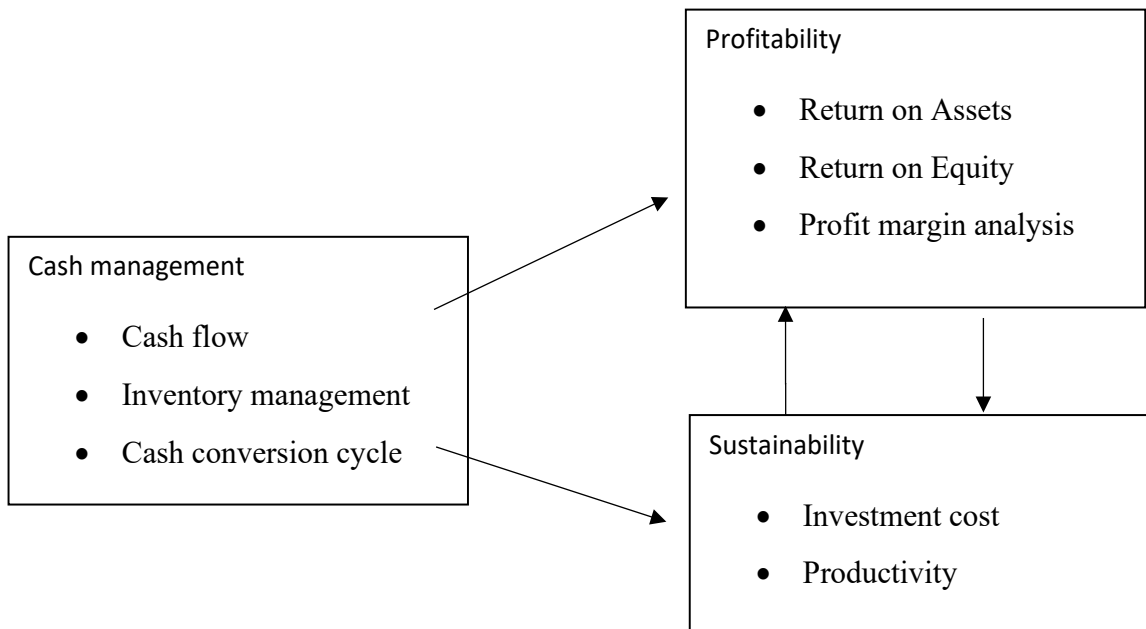 Profitability
• Return on Assets
• Return on Equity
• Profit margin analysis
Cash management
• Cash flow
• Inventory management
• Cash conversion cycle
Sustainability
• Investment cost
• Productivity